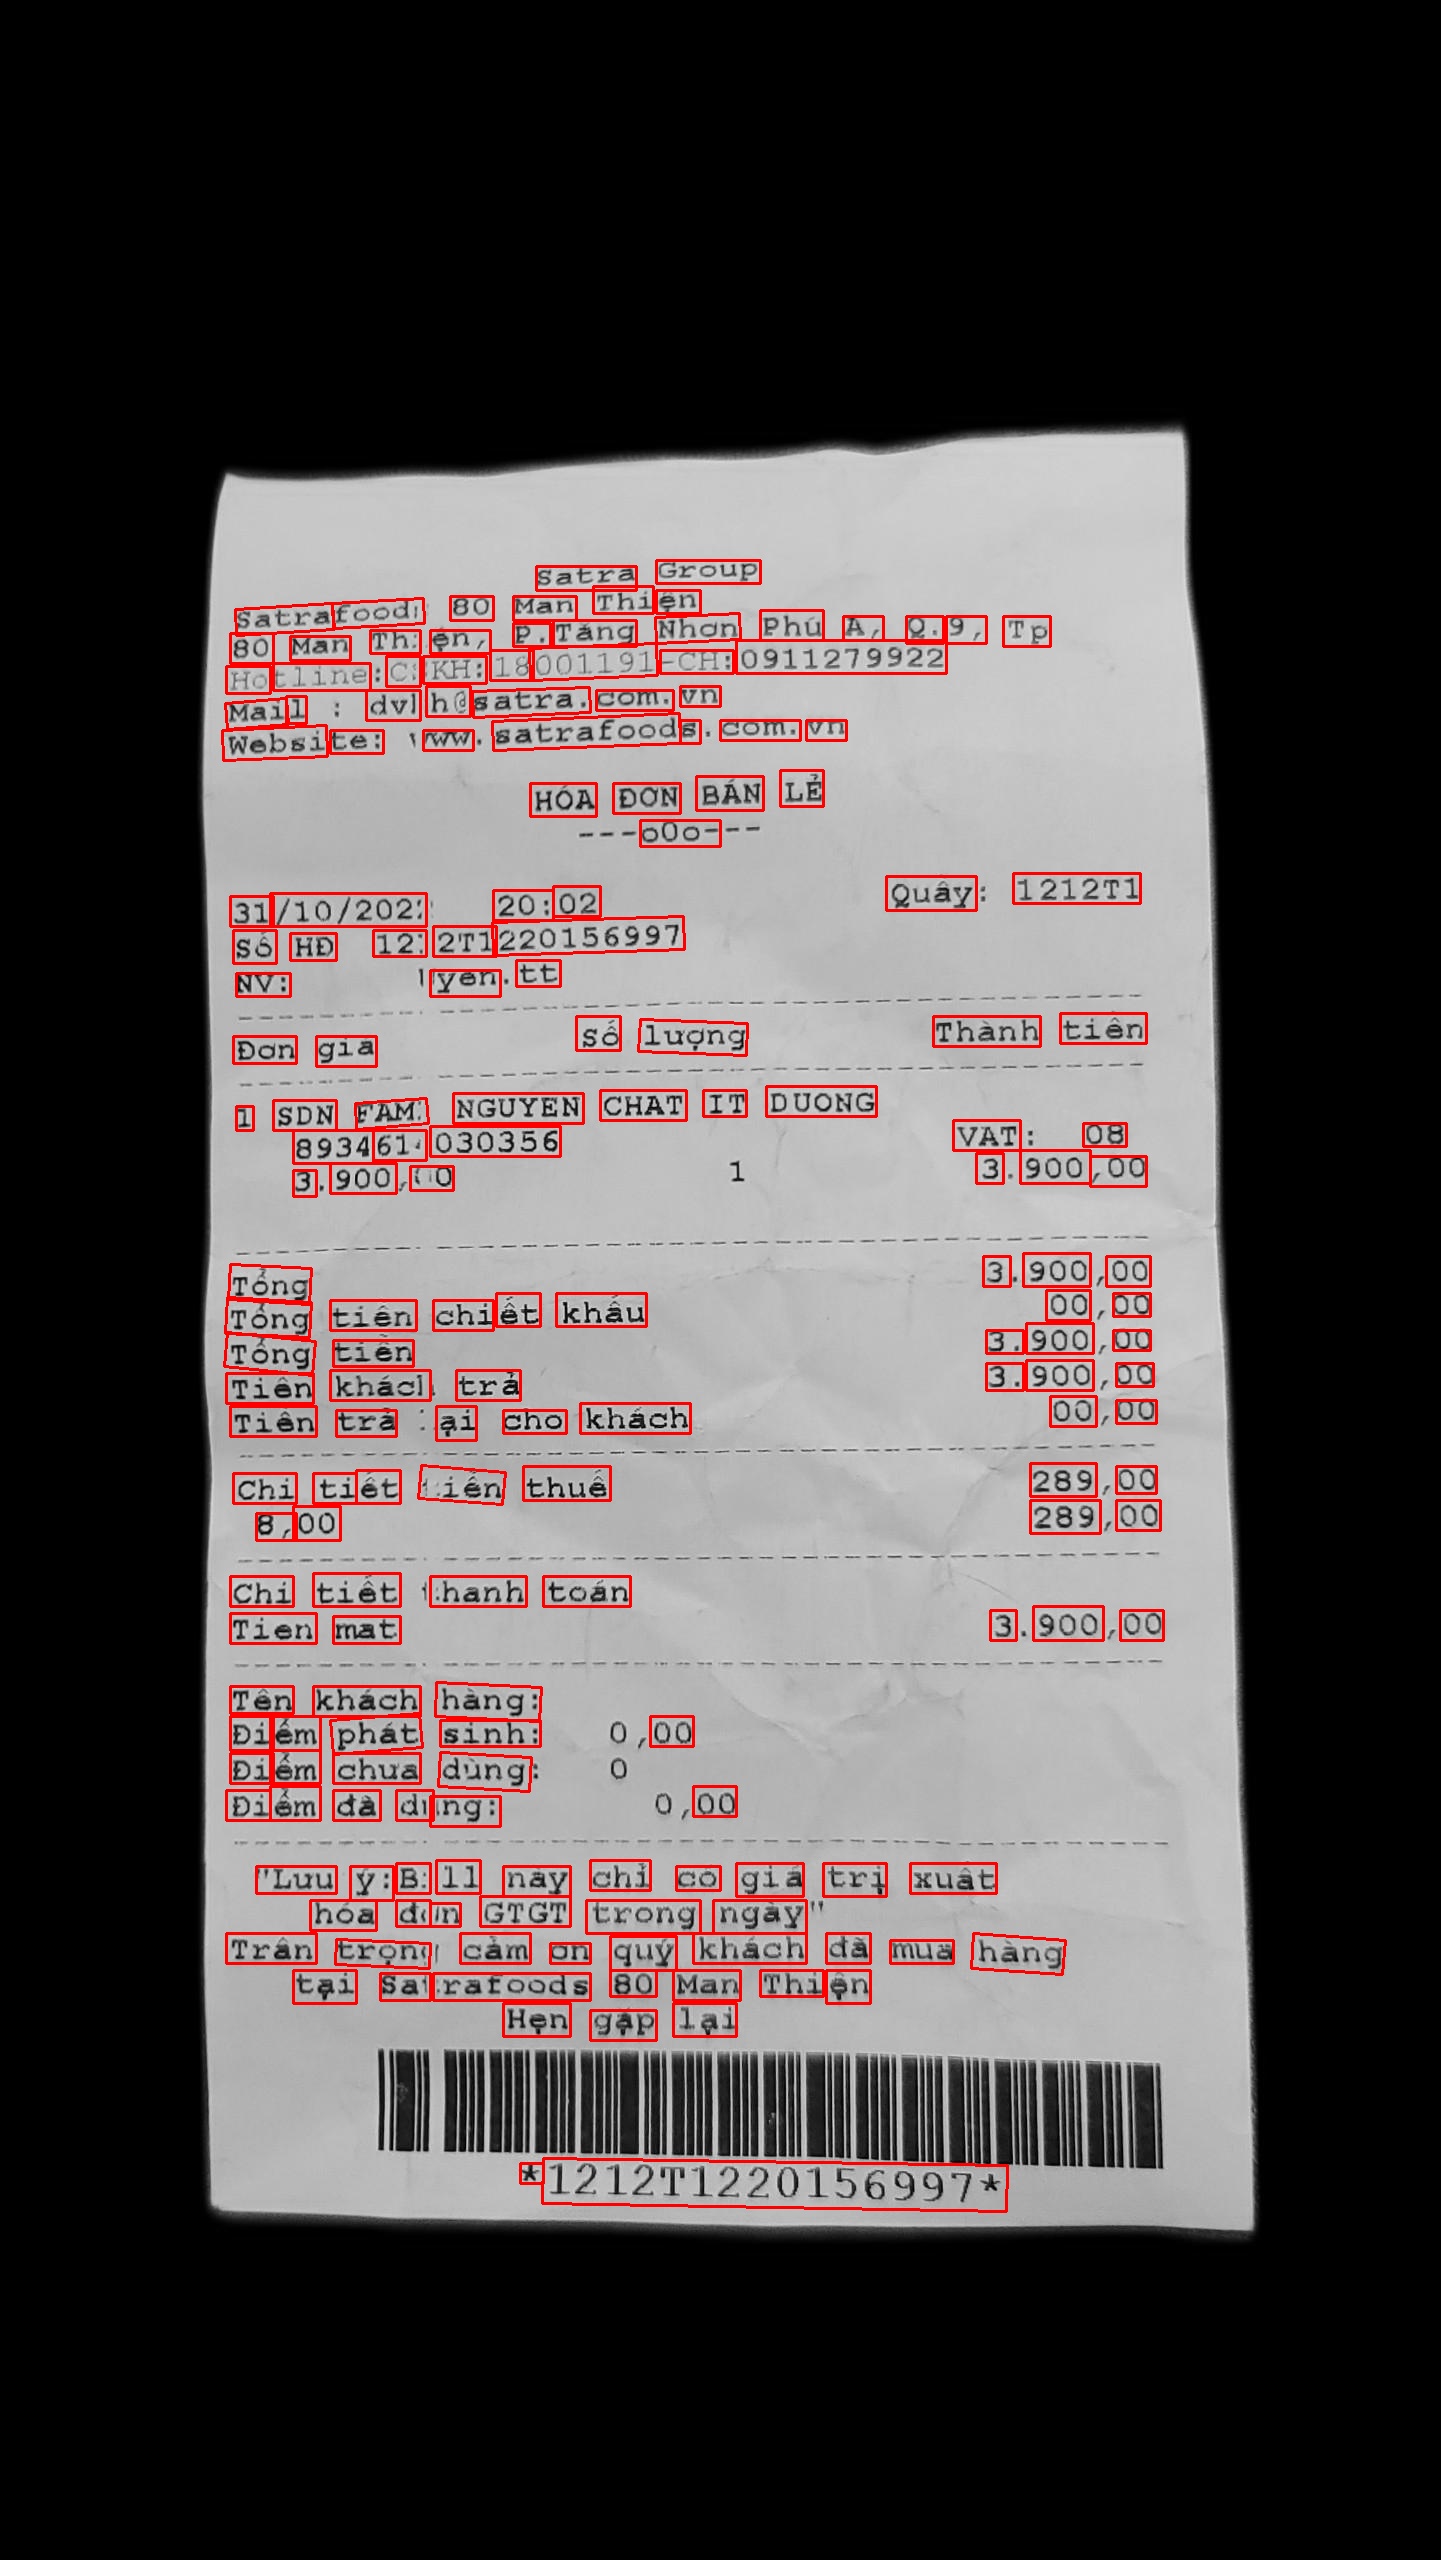 Satra Group
Satrafoods 80 Man Thiện
80 Man Thiện, P.Tăng Nhơn Phú A, Q.9, Tp
Hotline:CSKH:18001191-CH:0911279922
Mail : h@satra.com.vn
Website: www.satrafoods.com.vn
HÓA ĐƠN BÁN LẺ
---oOo---
31/10/202 20:02 Quầy: 1212T1
Số HĐ 1212T1220156997
NV: yen.tt
Đơn giá Số lượng Thành tiền
1 SDN FAM NGUYEN CHAT IT DUONG
8934614030356 VAT: 08
3.900,00 1 3.900,00
Tổng 3.900,00
Tổng tiền chiết khấu 00,00
Tổng tiền 3.900,00
Tiền khách trả 3.900,00
Tiền trả lại cho khách 00,00
Chi tiết tiền thuế 289,00
8,00 289,00
Chi tiết thanh toán
Tien mat 3.900,00
Tên khách hàng:
Điểm phát sinh: 0,00
Điểm chưa dùng: 0
Điểm đã dùng: 0,00
"Lưu ý:Bill này chỉ có giá trị xuất
hóa đơn GTGT trong ngày"
Trân trọng cảm ơn quý khách đã mua hàng
tại Satrafoods 80 Man Thiện
Hẹn gặp lại
*1212T1220156997*